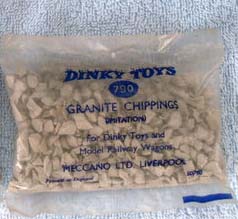 DINKY TOYS
790
GRANITE CHIPPINGS
(IMITATION)
For Dinky Toys and
Model Railway Wagons
MECCANO LTD. LIVERPOOL